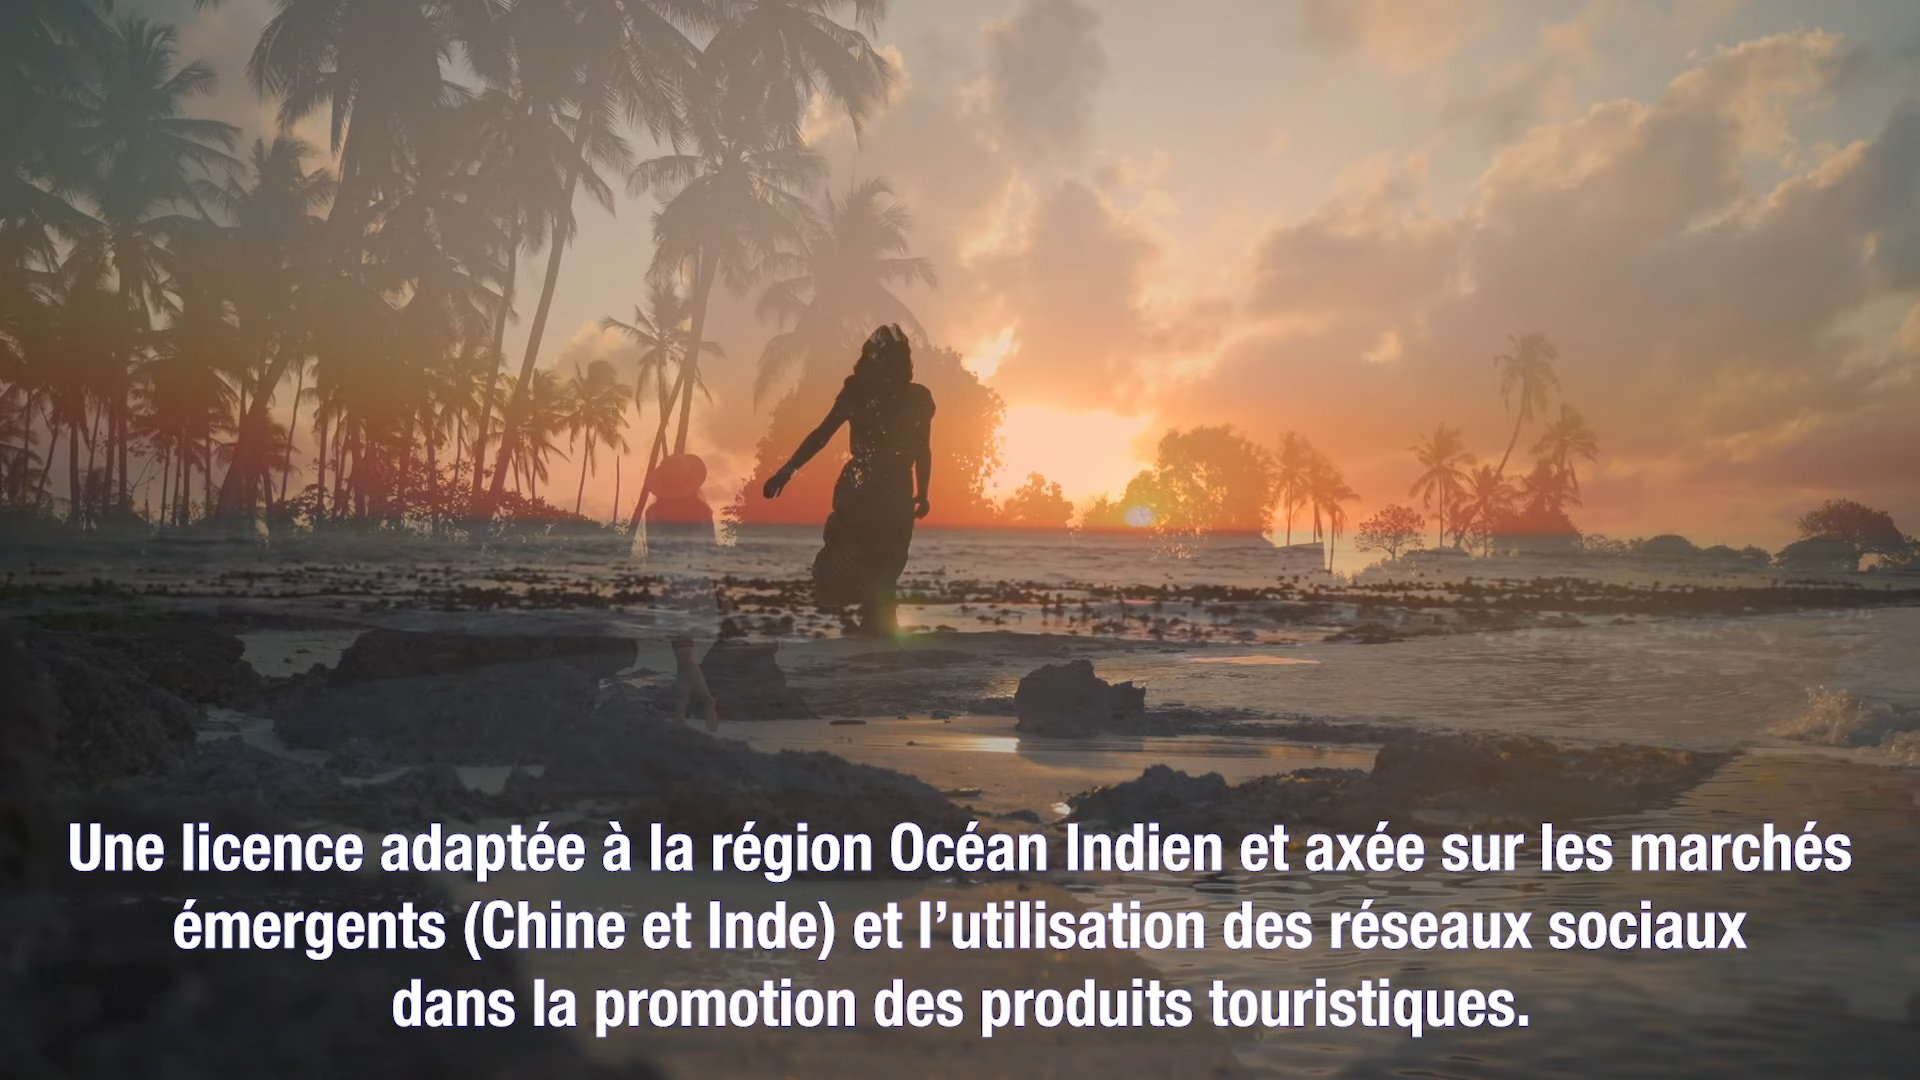 Une licence adaptée à la région Océan Indien et axée sur les marchés
émergents (Chine et Inde) et l’utilisation des réseaux sociaux
dans la promotion des produits touristiques.